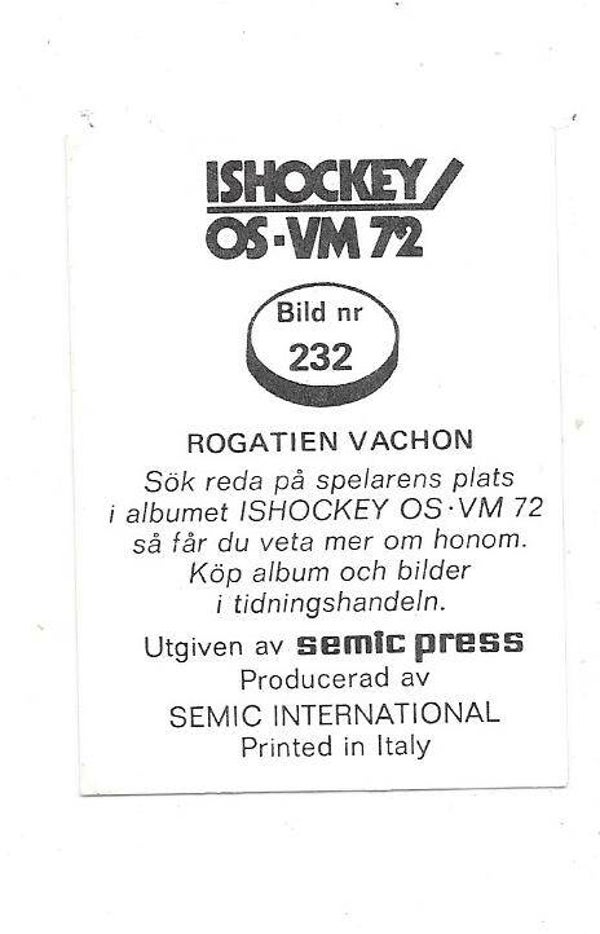 ISHOCKEY
OS·VM 72
Bild nr
232
ROGATIEN VACHON
Sök reda på spelarens plats
i albumet ISHOCKEY OS·VM 72
så får du veta mer om honom.
Köp album och bilder
i tidningshandeln.
Utgiven av semic press
Producerad av
SEMIC INTERNATIONAL
Printed in Italy